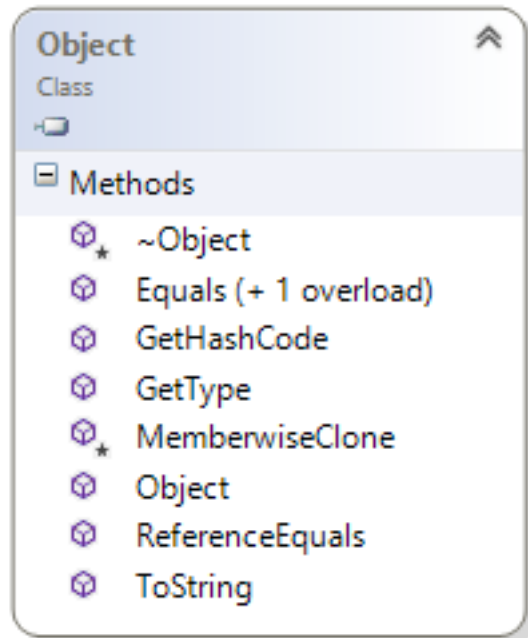 Object
Class
Methods
~Object
Equals (+ 1 overload)
GetHashCode
GetType
MemberwiseClone
Object
ReferenceEquals
ToString